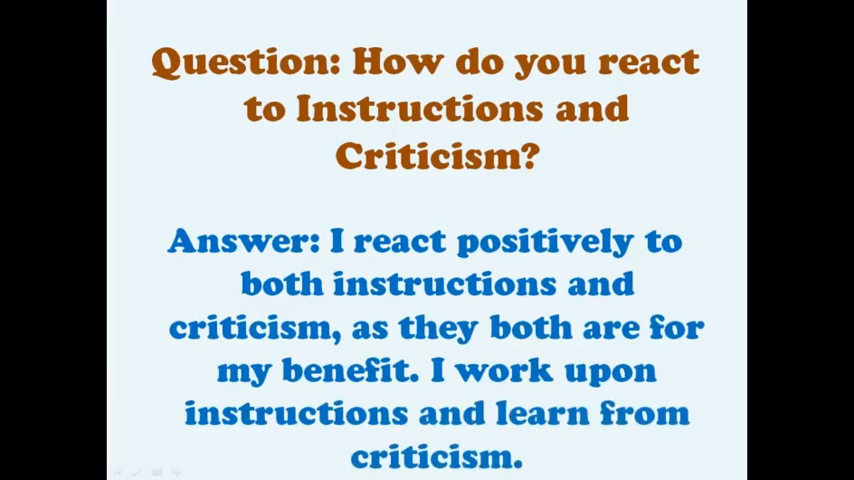 Question: How do you react
to Instructions and
Criticism?
Answer: I react positively to
both instructions and
criticism, as they both are for
my benefit. I work upon
instructions and learn from
criticism.